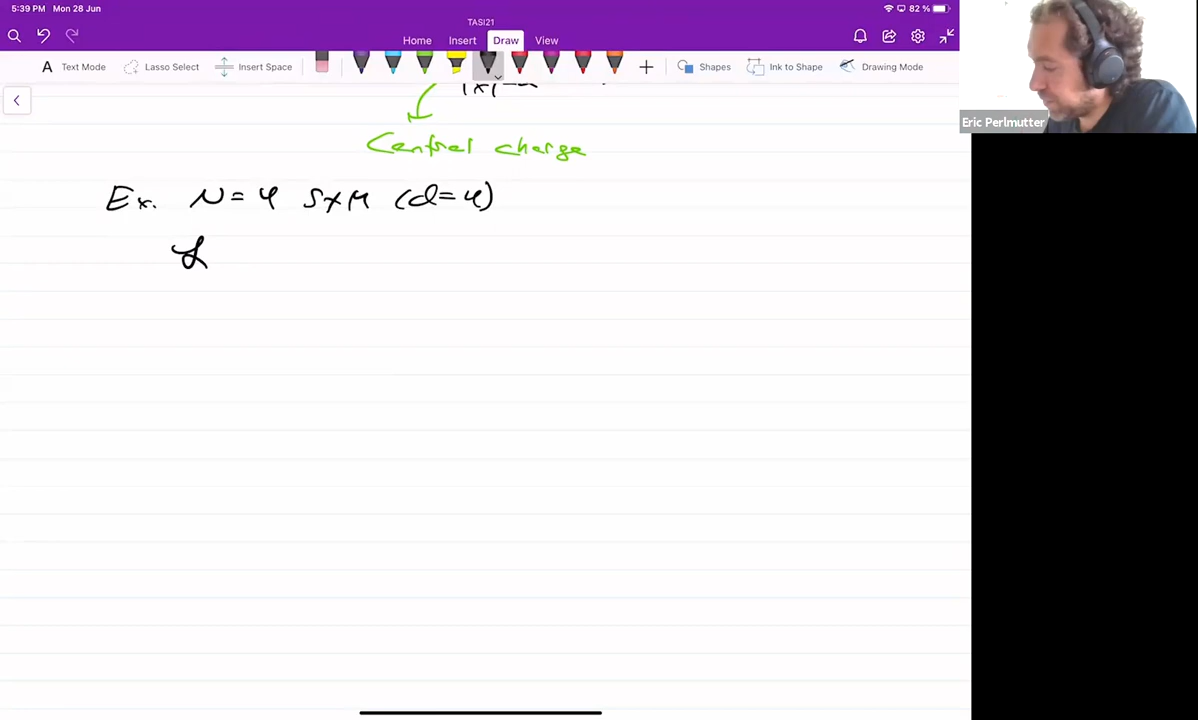 5:39 PM Mon 28 Jun
82 %
TASI21
Home Insert Draw View
A Text Mode Lasso Select Insert Space Shapes Ink to Shape Drawing Mode
Eric Perlmutter
Central charge
Ex. N=4 SYM (d=4)
L